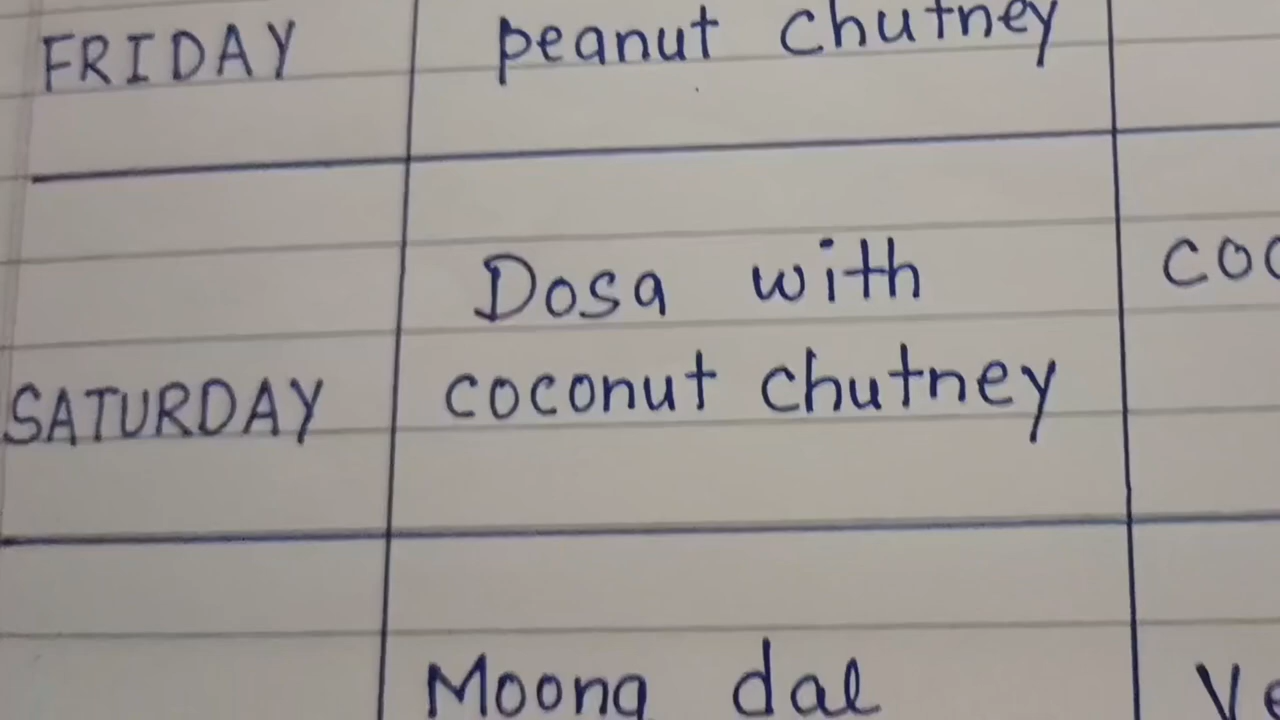 FRIDAY
peanut chutney
Dosa with
SATURDAY
coconut chutney
Moong dal